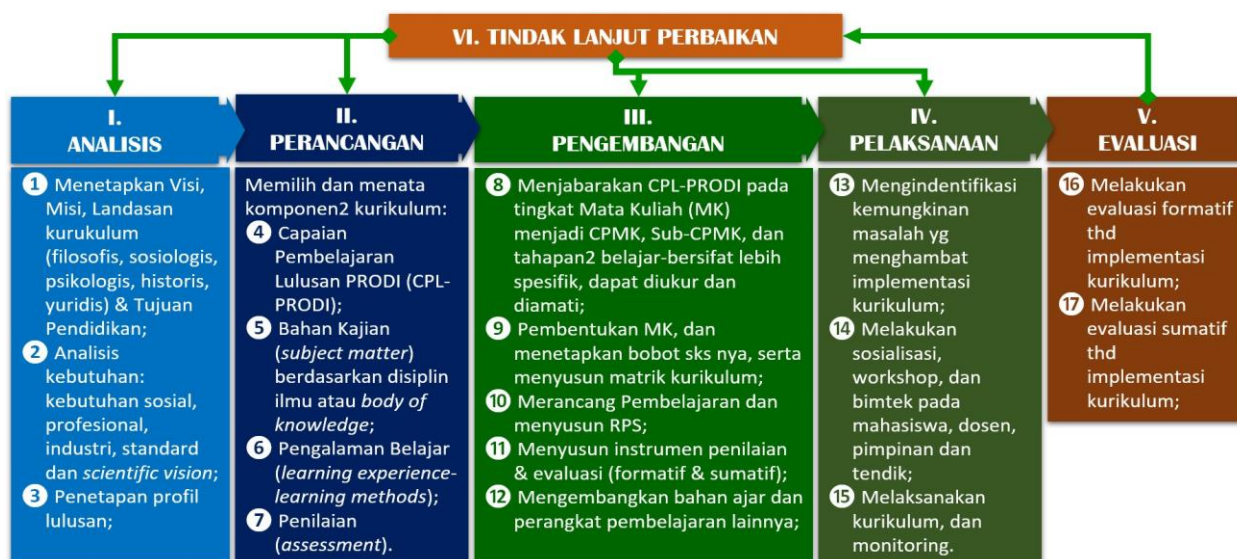 VI. TINDAK LANJUT PERBAIKAN
I.
ANALISIS
1 Menetapkan Visi,
Misi, Landasan
kurukulum
(filosofis, sosiologis,
psikologis, historis,
yuridis) & Tujuan
Pendidikan;
2 Analisis
kebutuhan:
kebutuhan sosial,
profesional,
industri, standard
dan scientific vision;
3 Penetapan profil
lulusan;
II.
PERANCANGAN
Memilih dan menata
komponen2 kurikulum:
4 Capaian
Pembelajaran
Lulusan PRODI (CPL-
PRODI);
5 Bahan Kajian
(subject matter)
berdasarkan disiplin
ilmu atau body of
knowledge;
6 Pengalaman Belajar
(learning experience-
learning methods);
7 Penilaian
(assessment).
III.
PENGEMBANGAN
8 Menjabarakan CPL-PRODI pada
tingkat Mata Kuliah (MK)
menjadi CPMK, Sub-CPMK, dan
tahapan2 belajar-bersifat lebih
spesifik, dapat diukur dan
diamati;
9 Pembentukan MK, dan
menetapkan bobot sks nya, serta
menyusun matrik kurikulum;
10 Merancang Pembelajaran dan
menyusun RPS;
11 Menyusun instrumen penilaian
& evaluasi (formatif & sumatif);
12 Mengembangkan bahan ajar dan
perangkat pembelajaran lainnya;
IV.
PELAKSANAAN
13 Mengindentifikasi
kemungkinan
masalah yg
menghambat
implementasi
kurikulum;
14 Melakukan
sosialisasi,
workshop, dan
bimtek pada
mahasiswa, dosen,
pimpinan dan
tendik;
15 Melaksanakan
kurikulum, dan
monitoring.
V.
EVALUASI
16 Melakukan
evaluasi formatif
thd
implementasi
kurikulum;
17 Melakukan
evaluasi sumatif
thd
implementasi
kurikulum;